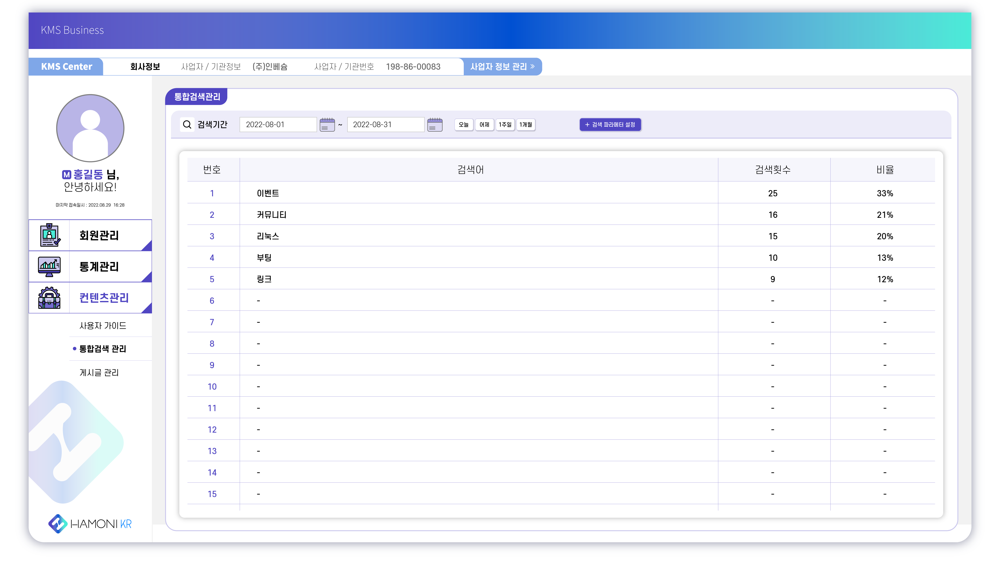 KMS Business
KMS Center 회사정보 사업자 / 기관정보 (주)인베슘 사업자 / 기관번호 198-86-00083 사업자 정보 관리 »
M 홍길동 님,
안녕하세요!
마지막 접속일시 : 2022.08.29 16:28
회원관리
통계관리
컨텐츠관리
사용자 가이드
• 통합검색 관리
게시글 관리
HAMONI KR
통합검색관리
검색기간 2022-08-01 ~ 2022-08-31 오늘 어제 1주일 1개월 + 검색 파라메터 설정
번호 검색어 검색횟수 비율
1 이벤트 25 33%
2 커뮤니티 16 21%
3 리눅스 15 20%
4 부팅 10 13%
5 링크 9 12%
6 - - -
7 - - -
8 - - -
9 - - -
10 - - -
11 - - -
12 - - -
13 - - -
14 - - -
15 - - -